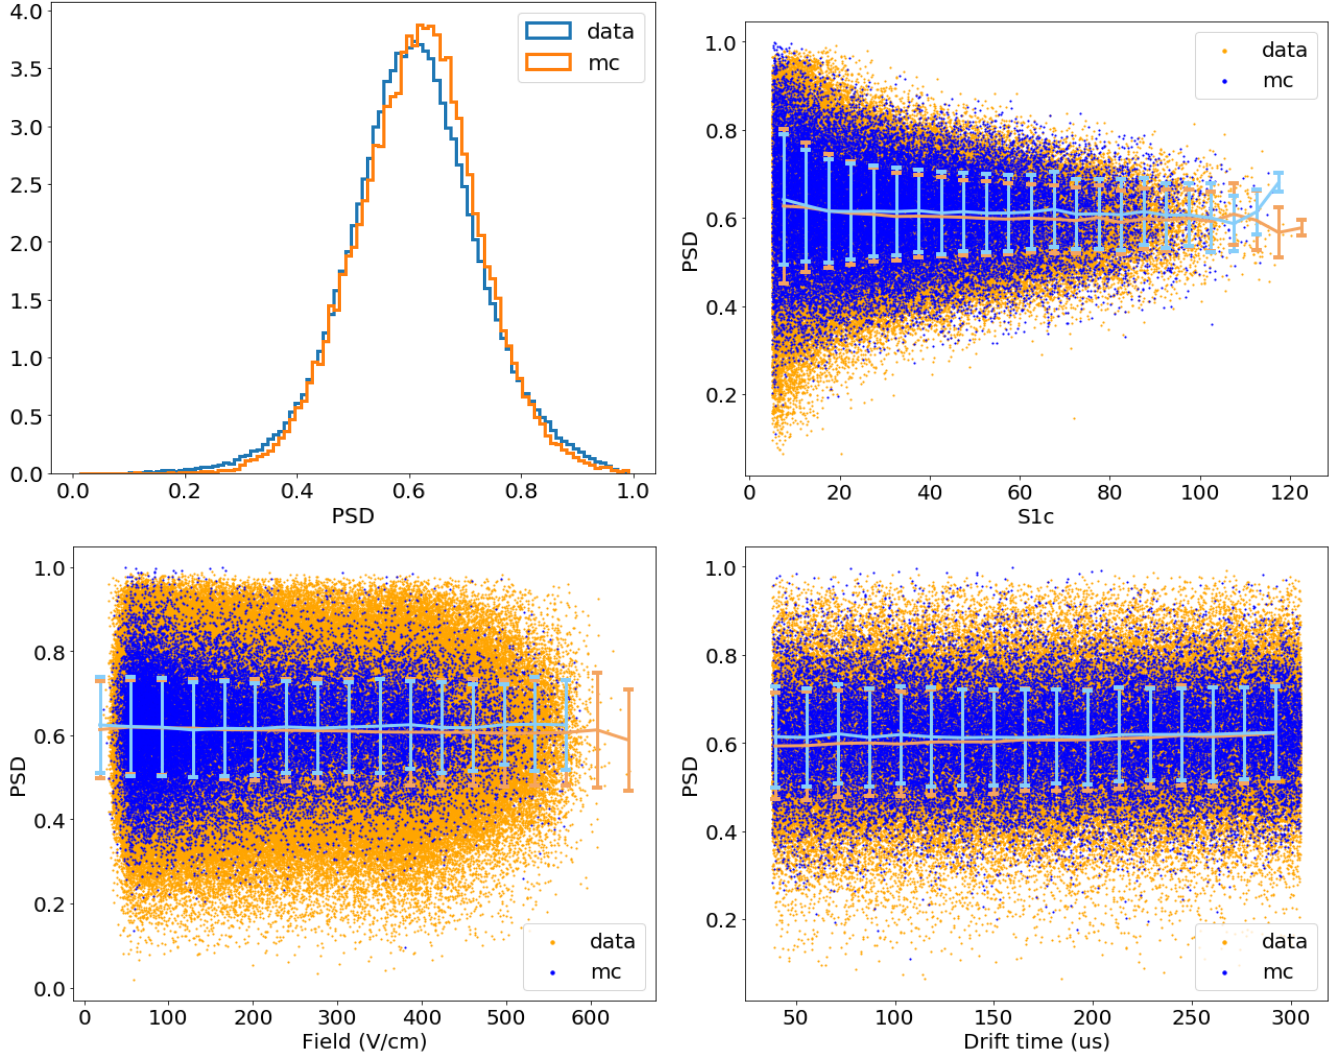 4.0
3.5
3.0
2.5
2.0
1.5
1.0
0.5
0.0
0.0 0.2 0.4 0.6 0.8 1.0
PSD
data
mc
1.0
0.8
0.6
0.4
0.2
PSD
0 20 40 60 80 100 120
S1c
data
mc
1.0
0.8
0.6
0.4
0.2
0.0
PSD
0 100 200 300 400 500 600
Field (V/cm)
data
mc
1.0
0.8
0.6
0.4
0.2
PSD
50 100 150 200 250 300
Drift time (us)
data
mc